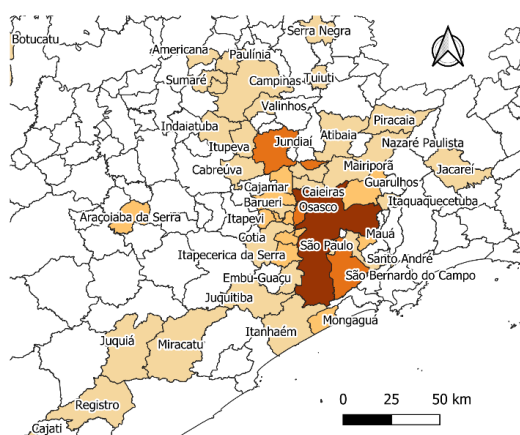 Serra Negra
Botucatu
Americana
Paulínia
Sumaré
Campinas
Tuiuti
Valinhos
Piracaia
Indaiatuba
Atibaia
Jundiaí
Nazaré Paulista
Itupeva
Mairiporã
Cabreúva
Jacareí
Guarulhos
Cajamar
Caieiras
Barueri
Osasco
Itaquaquecetuba
Araçoiaba da Serra
Itapevi
Mauá
Cotia
São Paulo
Itapecerica da Serra
Santo André
Embu-Guaçu
São Bernardo do Campo
Juquitiba
Mongaguá
Itanhaém
Juquiá
Miracatu
Registro
Cajati
0 25 50 km